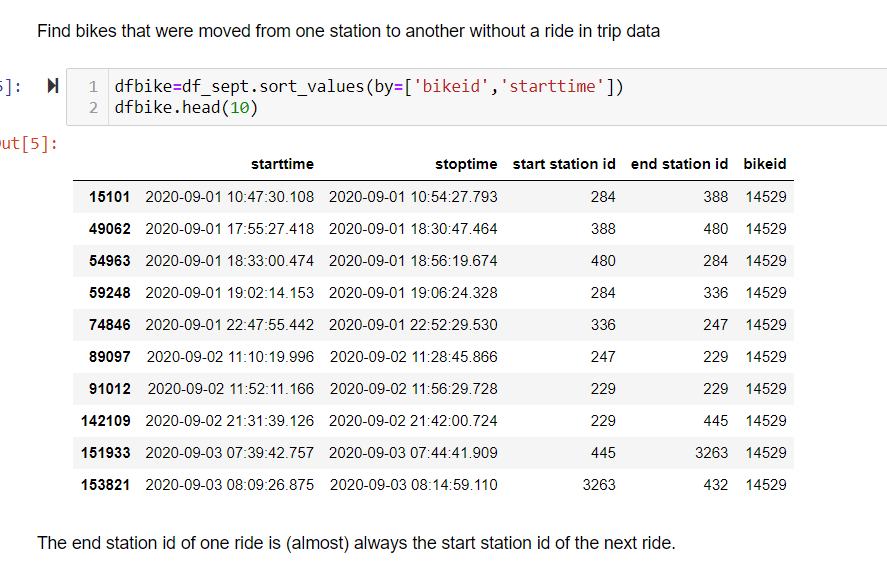 Find bikes that were moved from one station to another without a ride in trip data
5]:
1 dfbike=df_sept.sort_values(by=['bikeid','starttime'])
2 dfbike.head(10)
ut[5]:
starttime stoptime start station id end station id bikeid
15101 2020-09-01 10:47:30.108 2020-09-01 10:54:27.793 284 388 14529
49062 2020-09-01 17:55:27.418 2020-09-01 18:30:47.464 388 480 14529
54963 2020-09-01 18:33:00.474 2020-09-01 18:56:19.674 480 284 14529
59248 2020-09-01 19:02:14.153 2020-09-01 19:06:24.328 284 336 14529
74846 2020-09-01 22:47:55.442 2020-09-01 22:52:29.530 336 247 14529
89097 2020-09-02 11:10:19.996 2020-09-02 11:28:45.866 247 229 14529
91012 2020-09-02 11:52:11.166 2020-09-02 11:56:29.728 229 229 14529
142109 2020-09-02 21:31:39.126 2020-09-02 21:42:00.724 229 445 14529
151933 2020-09-03 07:39:42.757 2020-09-03 07:44:41.909 445 3263 14529
153821 2020-09-03 08:09:26.875 2020-09-03 08:14:59.110 3263 432 14529
The end station id of one ride is (almost) always the start station id of the next ride.